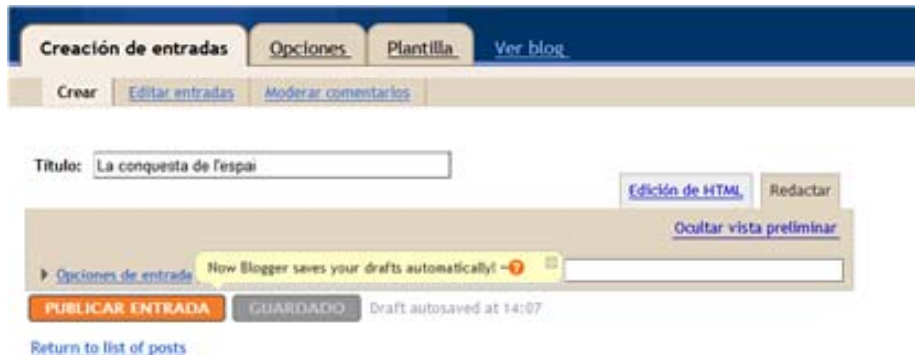 Creación de entradas Opciones Plantilla Ver blog
Crear Editar entradas Moderar comentarios
Título: La conquesta de l'espai
Edición de HTML Redactar
Ocultar vista preliminar
Now Blogger saves your drafts automatically! ?
Opciones de entrada
PUBLICAR ENTRADA GUARDADO Draft autosaved at 14:07
Return to list of posts